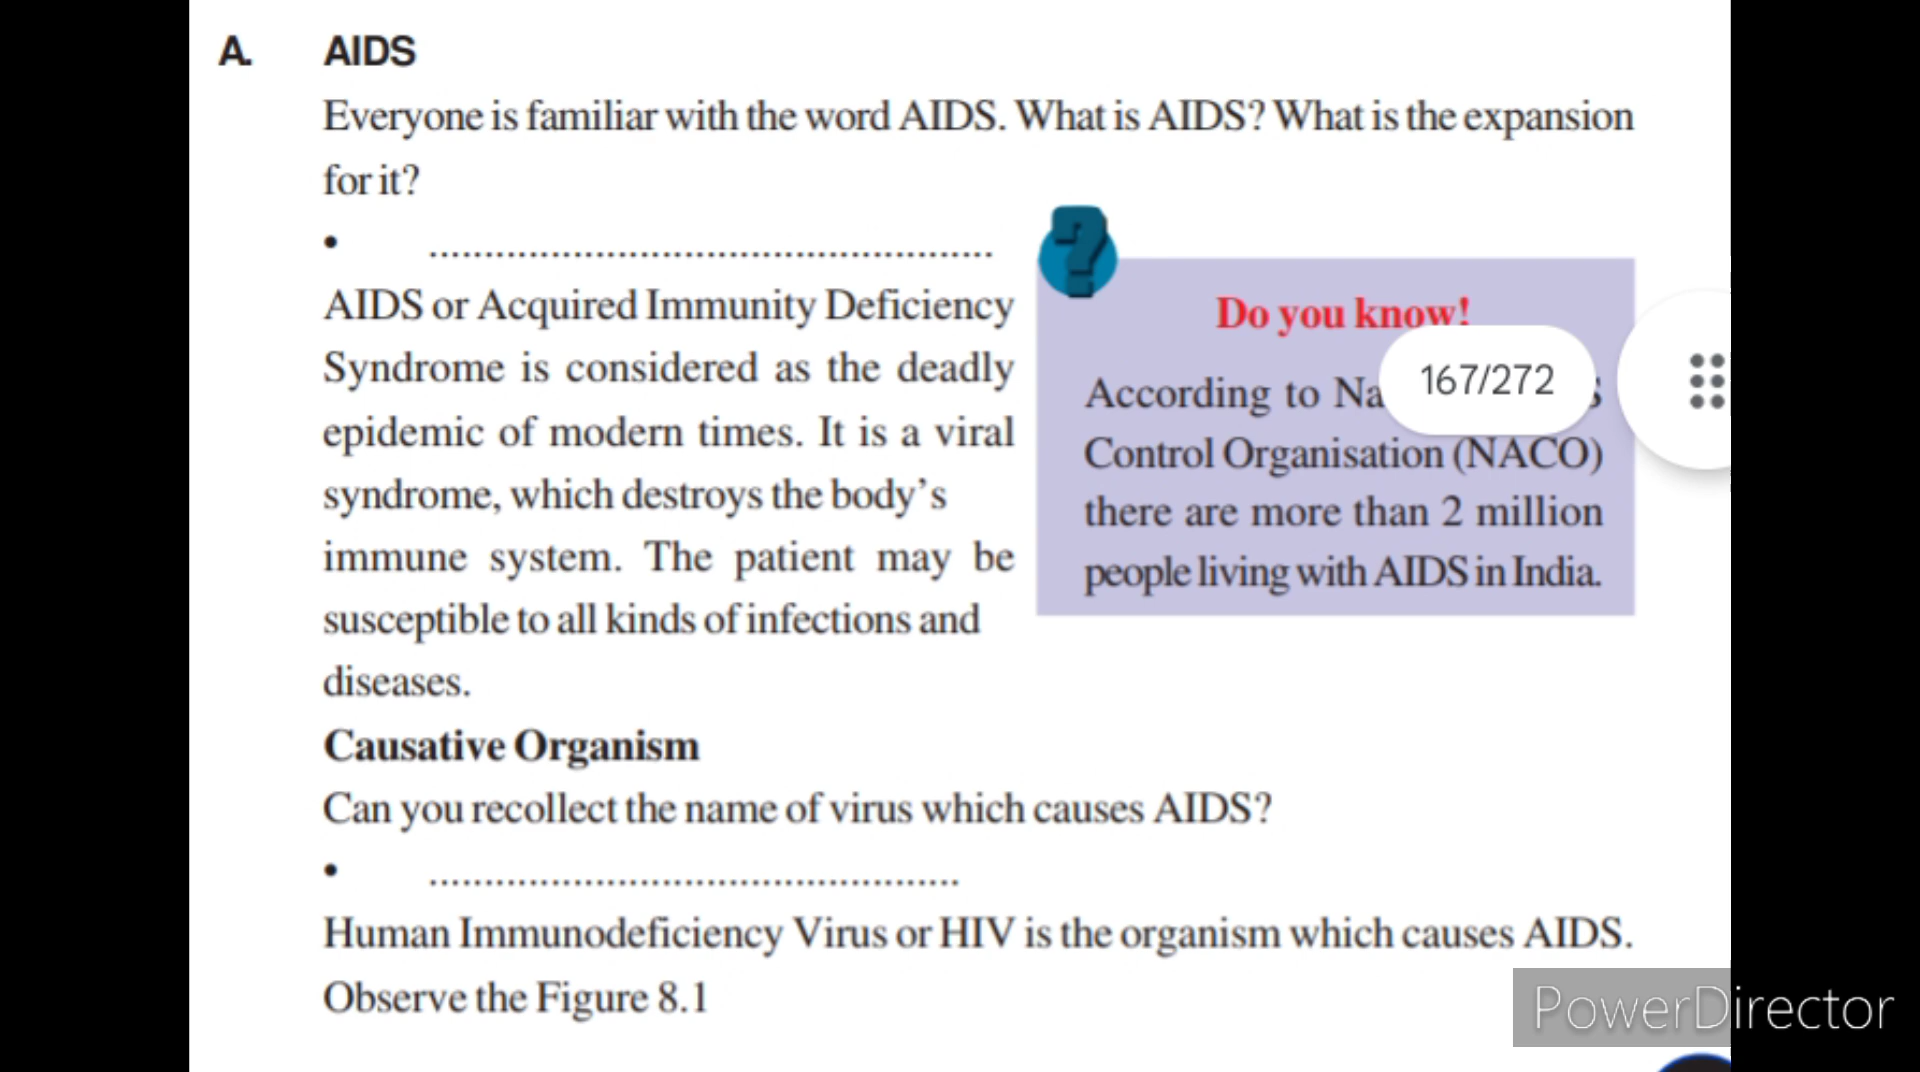 A. AIDS
Everyone is familiar with the word AIDS. What is AIDS? What is the expansion
for it?
• ...................................................
AIDS or Acquired Immunity Deficiency
Syndrome is considered as the deadly
epidemic of modern times. It is a viral
syndrome, which destroys the body’s
immune system. The patient may be
susceptible to all kinds of infections and
diseases.
?
Do you know!
According to
Control Organisation (NACO)
there are more than 2 million
people living with AIDS in India.
167/272
Causative Organism
Can you recollect the name of virus which causes AIDS?
• ................................................
Human Immunodeficiency Virus or HIV is the organism which causes AIDS.
Observe the Figure 8.1
PowerDirector